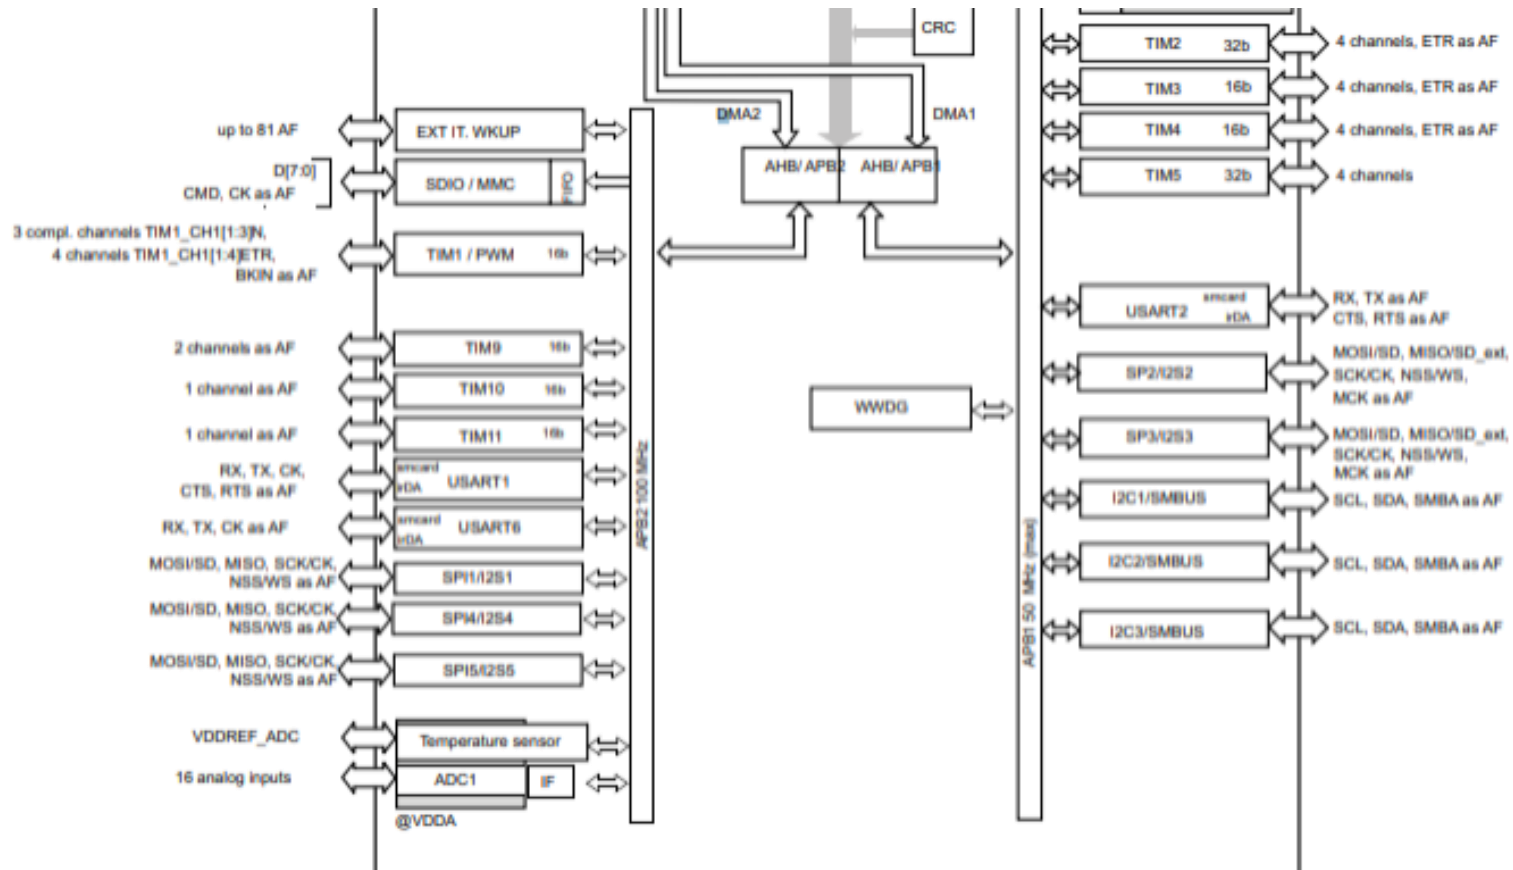 CRC
DMA2
DMA1
AHB/ APB2
AHB/ APB1
up to 81 AF
EXT IT. WKUP
D[7:0]
CMD, CK as AF
SDIO / MMC
FIFO
3 compl. channels TIM1_CH1[1:3]N,
4 channels TIM1_CH1[1:4]ETR,
BKIN as AF
TIM1 / PWM 16b
2 channels as AF
TIM9 16b
1 channel as AF
TIM10 16b
1 channel as AF
TIM11 16b
RX, TX, CK,
CTS, RTS as AF
smcard
irDA
USART1
RX, TX, CK as AF
smcard
irDA
USART6
MOSI/SD, MISO, SCK/CK,
NSS/WS as AF
SPI1/I2S1
MOSI/SD, MISO, SCK/CK,
NSS/WS as AF
SPI4/I2S4
MOSI/SD, MISO, SCK/CK,
NSS/WS as AF
SPI5/I2S5
VDDREF_ADC
Temperature sensor
16 analog inputs
ADC1
IF
@VDDA
APB2 100 MHz
WWDG
APB1 50 MHz (max)
TIM2 32b
4 channels, ETR as AF
TIM3 16b
4 channels, ETR as AF
TIM4 16b
4 channels, ETR as AF
TIM5 32b
4 channels
USART2
smcard
irDA
RX, TX as AF
CTS, RTS as AF
SP2/I2S2
MOSI/SD, MISO/SD_ext,
SCK/CK, NSS/WS,
MCK as AF
SP3/I2S3
MOSI/SD, MISO/SD_ext,
SCK/CK, NSS/WS,
MCK as AF
I2C1/SMBUS
SCL, SDA, SMBA as AF
I2C2/SMBUS
SCL, SDA, SMBA as AF
I2C3/SMBUS
SCL, SDA, SMBA as AF